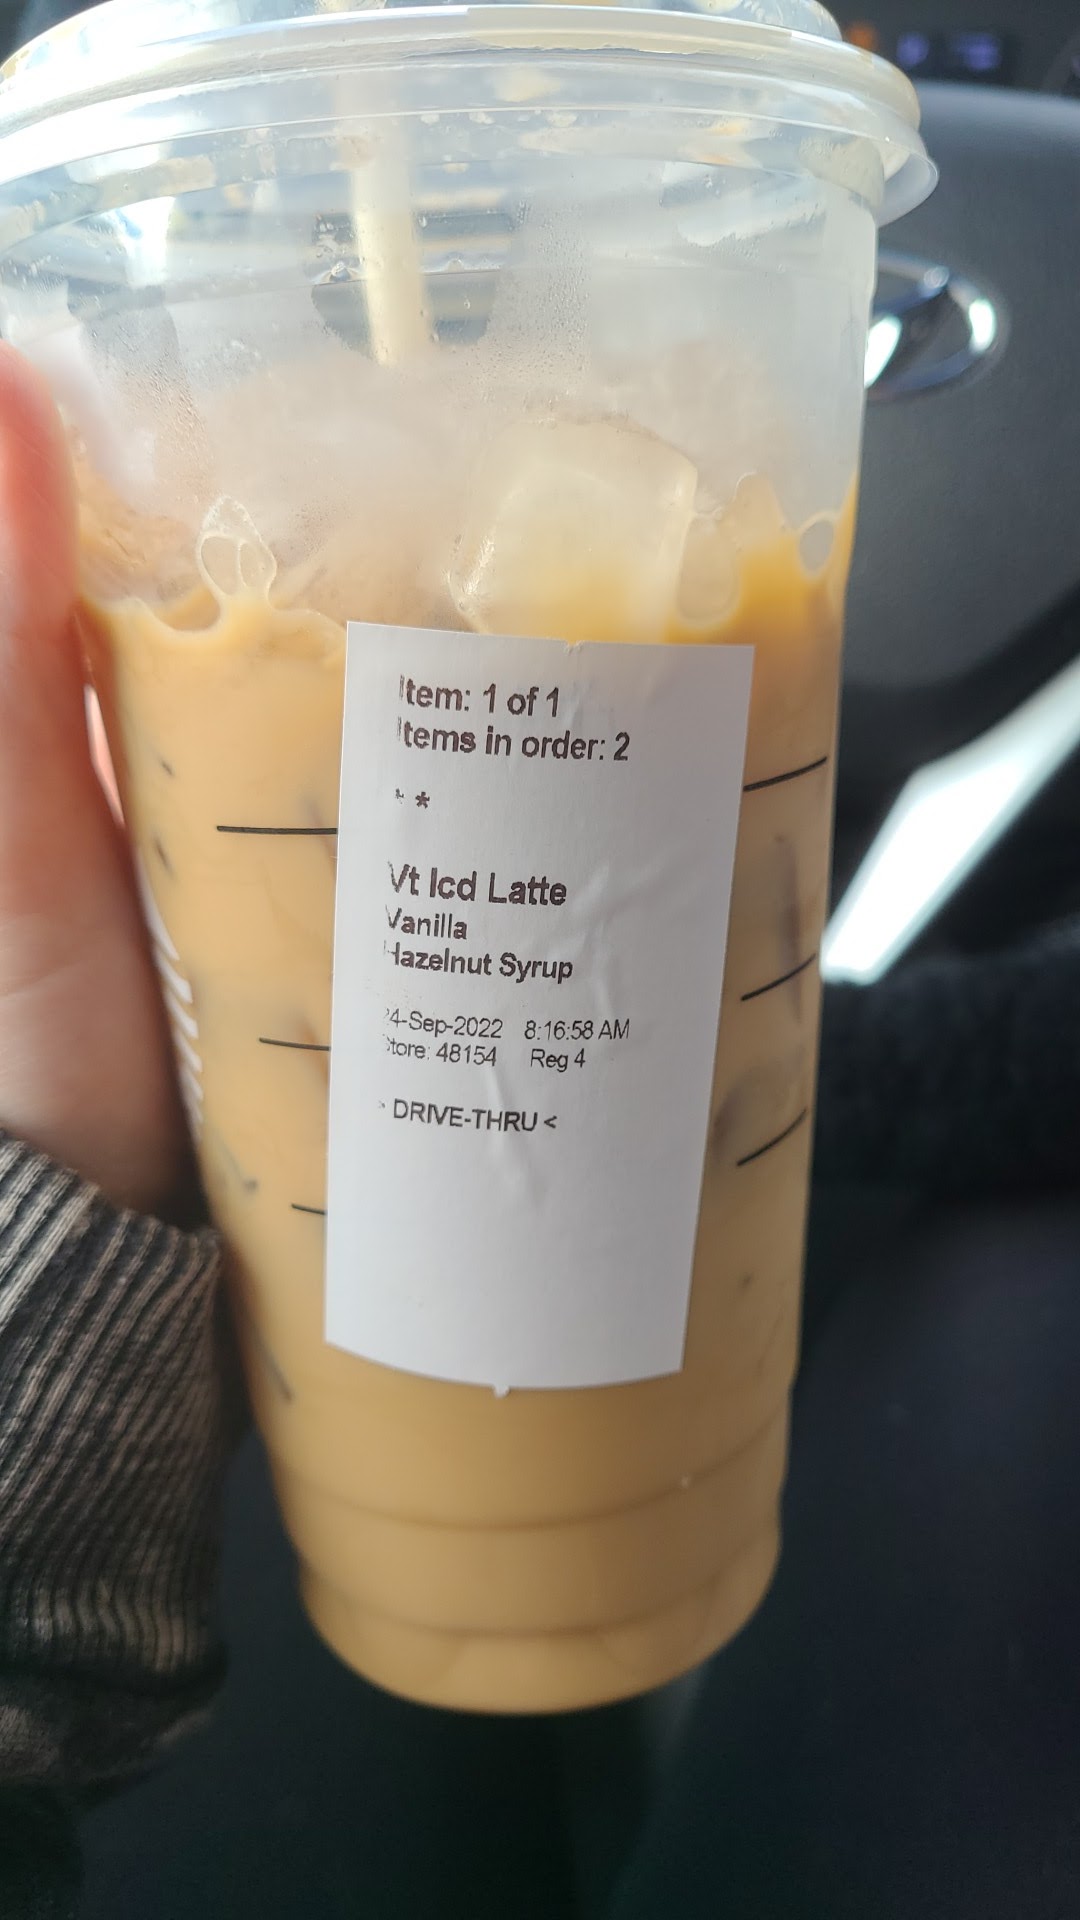 Item: 1 of 1
Items in order: 2
* *
Vt Icd Latte
Vanilla
Hazelnut Syrup
4-Sep-2022 8:16:58 AM
Store: 48154 Reg 4
> DRIVE-THRU <